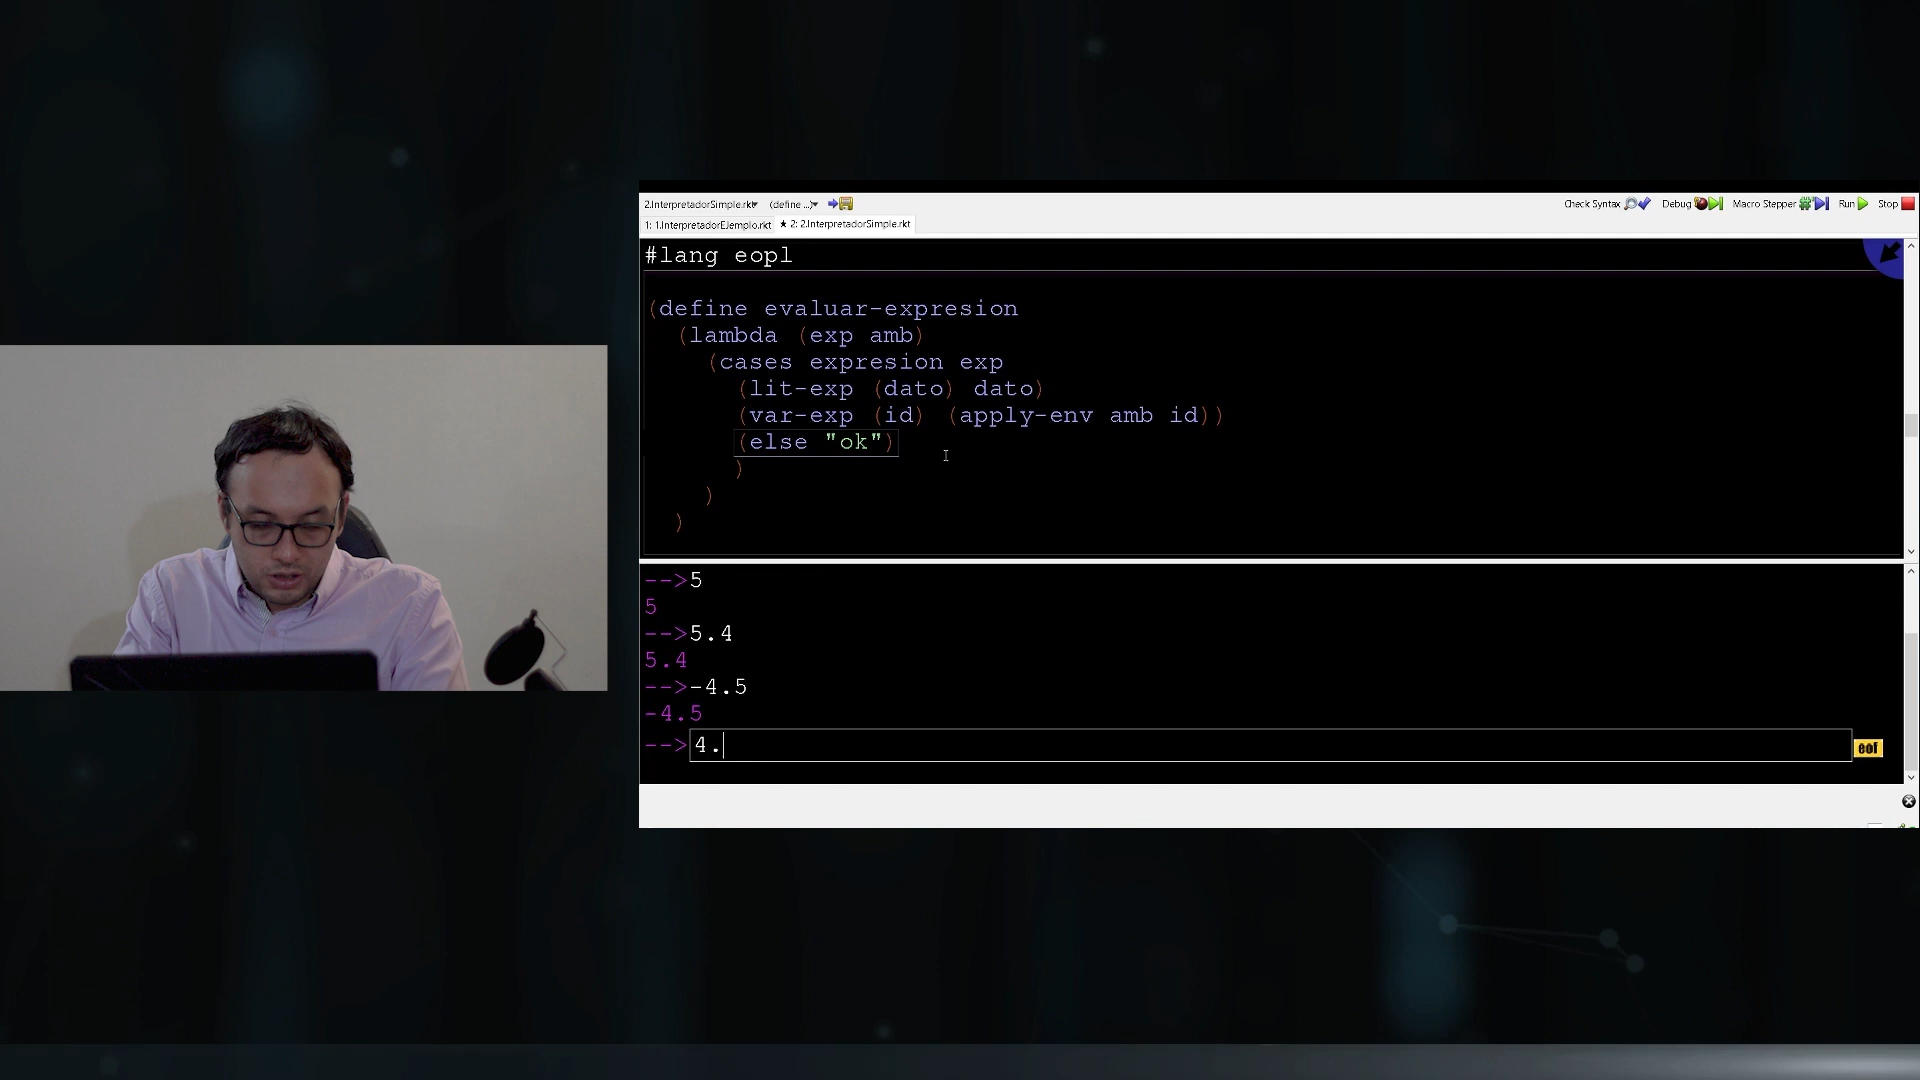 2.InterpretadorSimple.rkt (define ...) Check Syntax Debug Macro Stepper Run Stop
1: 1.InterpretadorEJemplo.rkt ★ 2: 2.InterpretadorSimple.rkt
#lang eopl
(define evaluar-expresion
(lambda (exp amb)
(cases expresion exp
(lit-exp (dato) dato)
(var-exp (id) (apply-env amb id))
(else "ok")
)
)
)
-->5
5
-->5.4
5.4
-->-4.5
-4.5
-->4.
eof